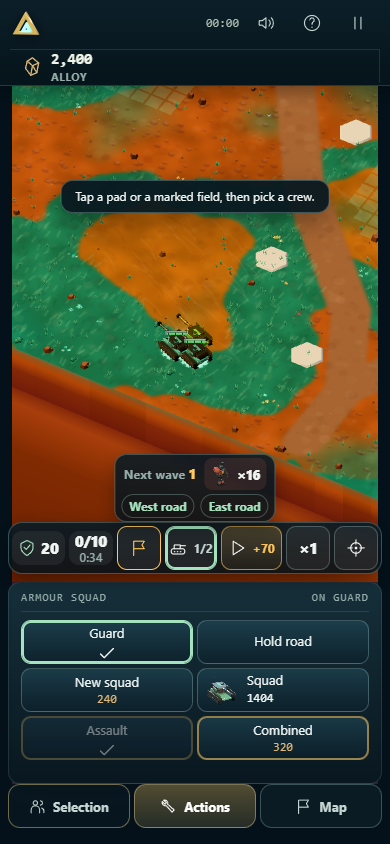 00:00
2,400
ALLOY
Tap a pad or a marked field, then pick a crew.
Next wave 1 ×16
West road East road
20 0/10 1/2 +70 ×1
0:34
ARMOUR SQUAD ON GUARD
Guard Hold road
New squad Squad
240 1404
Assault Combined
320
Selection Actions Map